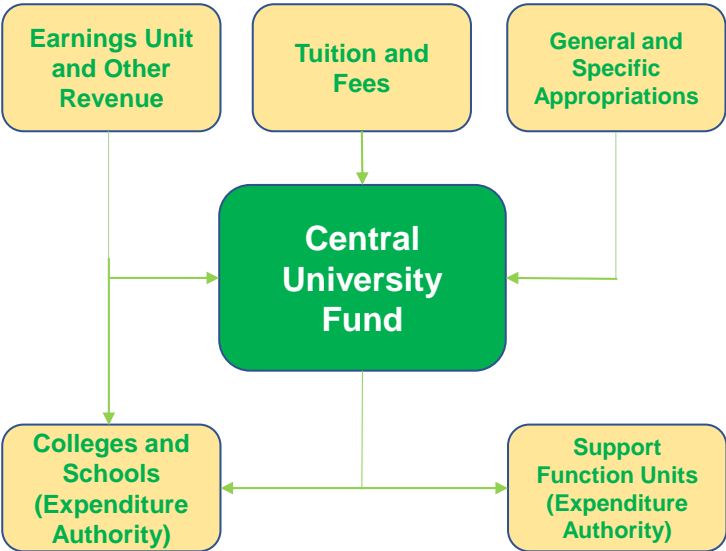 Earnings Unit
and Other
Revenue
Tuition and
Fees
General and
Specific
Appropriations
Central
University
Fund
Colleges and
Schools
(Expenditure
Authority)
Support
Function Units
(Expenditure
Authority)